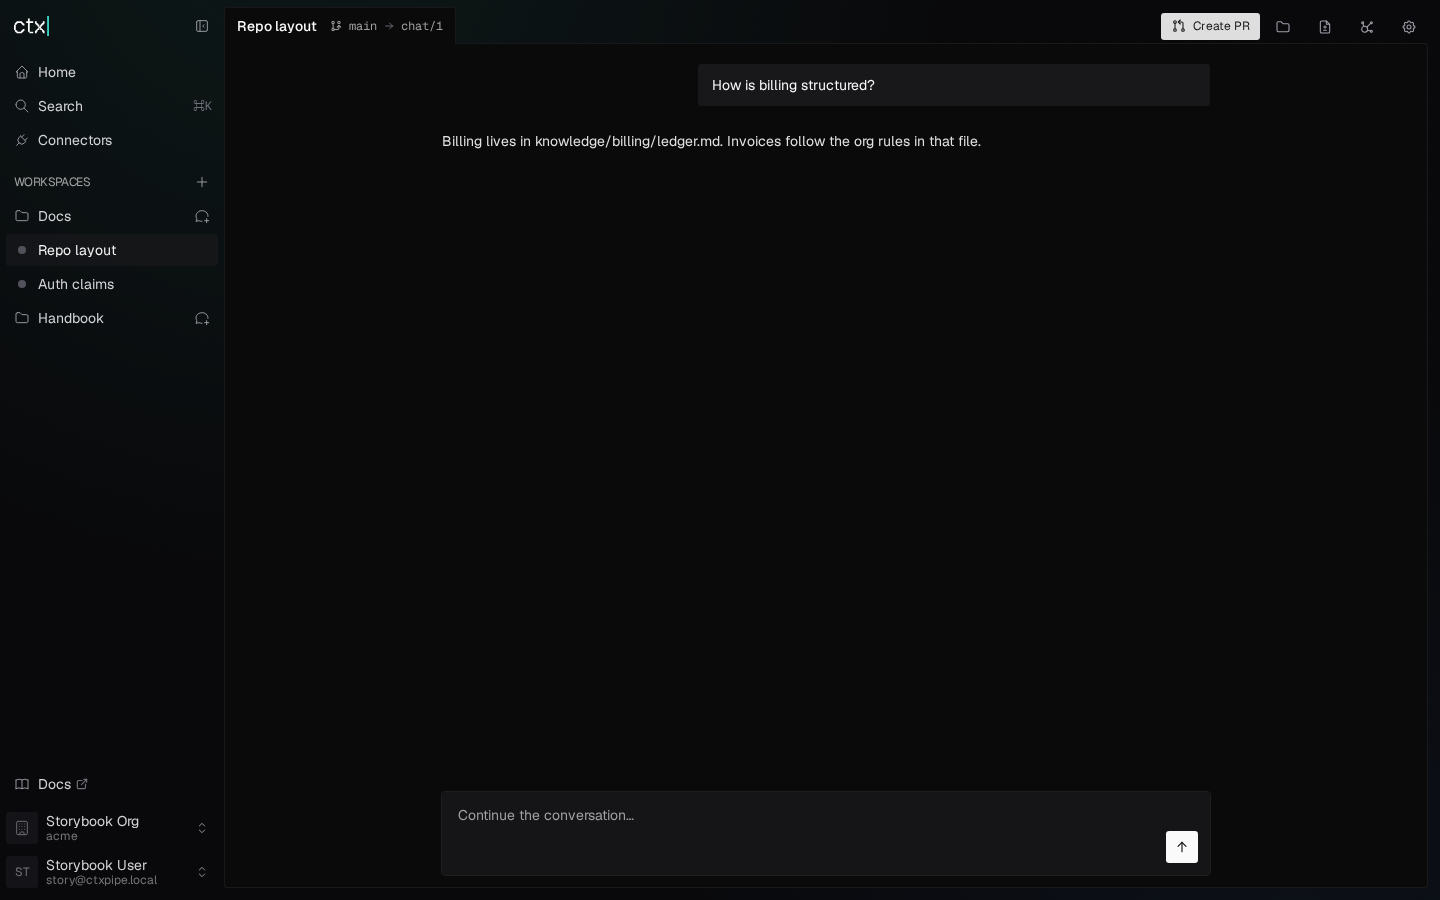 ctx
Home
Search ⌘K
Connectors
WORKSPACES
Docs
Repo layout
Auth claims
Handbook
Docs
Storybook Org
acme
ST
Storybook User
story@ctxpipe.local
Repo layout main → chat/1
Create PR
How is billing structured?
Billing lives in knowledge/billing/ledger.md. Invoices follow the org rules in that file.
Continue the conversation...